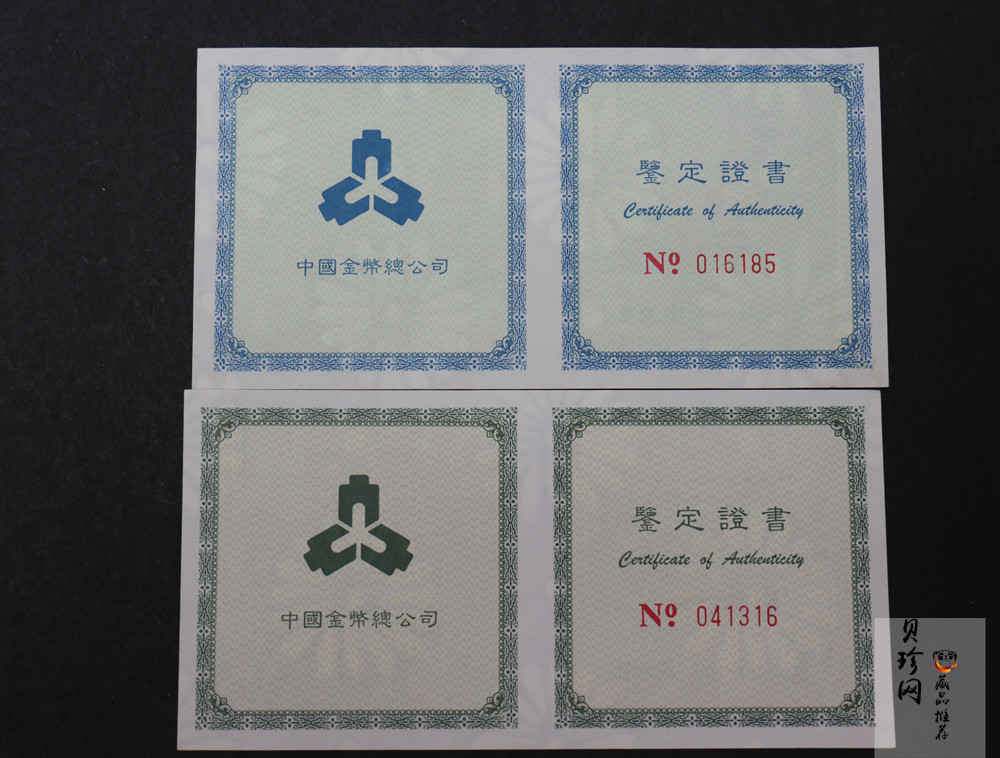 鑒定證書
Certificate of Authenticity
中國金幣總公司
Nº 016185
鑒定證書
Certificate of Authenticity
中國金幣總公司
Nº 041316
贝珍网
藏品推荐